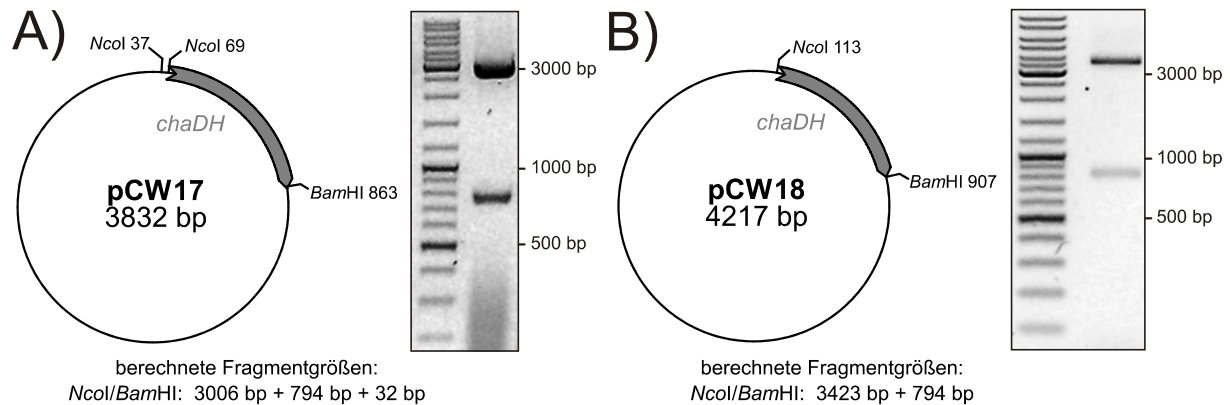 A)
NcoI 37
NcoI 69
chaDH
pCW17
3832 bp
BamHI 863
3000 bp
1000 bp
500 bp
berechnete Fragmentgrößen:
NcoI/BamHI: 3006 bp + 794 bp + 32 bp
B)
NcoI 113
chaDH
pCW18
4217 bp
BamHI 907
3000 bp
1000 bp
500 bp
berechnete Fragmentgrößen:
NcoI/BamHI: 3423 bp + 794 bp